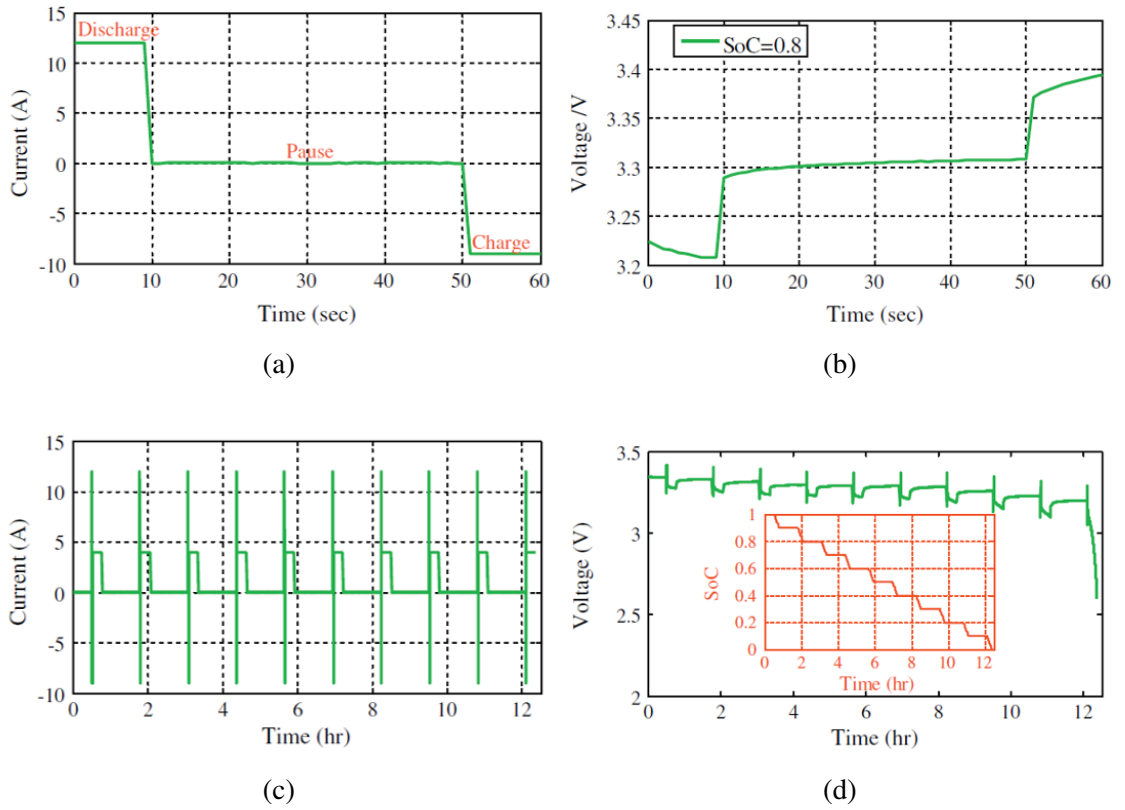 15
10
5
0
-5
-10
Current (A)
Discharge
Pause
Charge
0 10 20 30 40 50 60
Time (sec)
(a)
3.45
3.4
3.35
3.3
3.25
3.2
Voltage /V
SoC=0.8
0 10 20 30 40 50 60
Time (sec)
(b)
15
10
5
0
-5
-10
Current (A)
0 2 4 6 8 10 12
Time (hr)
(c)
3.5
3
2.5
2
Voltage (V)
1
0.8
0.6
0.4
0.2
0
SoC
0 2 4 6 8 10 12
Time (hr)
0 2 4 6 8 10 12
Time (hr)
(d)